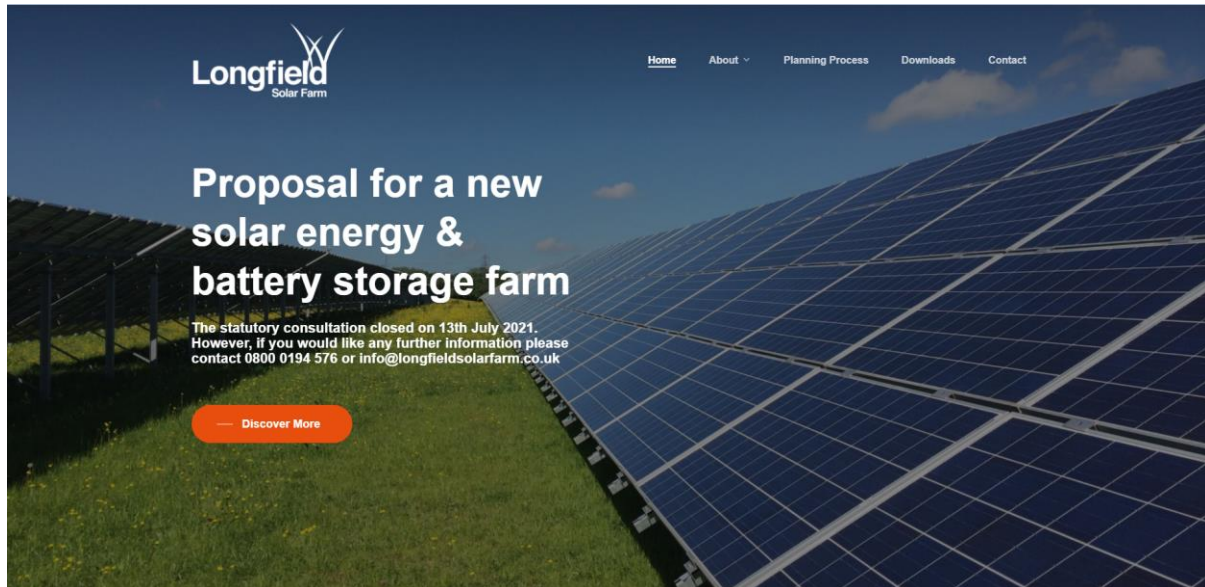 Longfield
Solar Farm
Home About Planning Process Downloads Contact
Proposal for a new
solar energy &
battery storage farm
The statutory consultation closed on 13th July 2021.
However, if you would like any further information please
contact 0800 0194 576 or info@longfieldsolarfarm.co.uk
Discover More